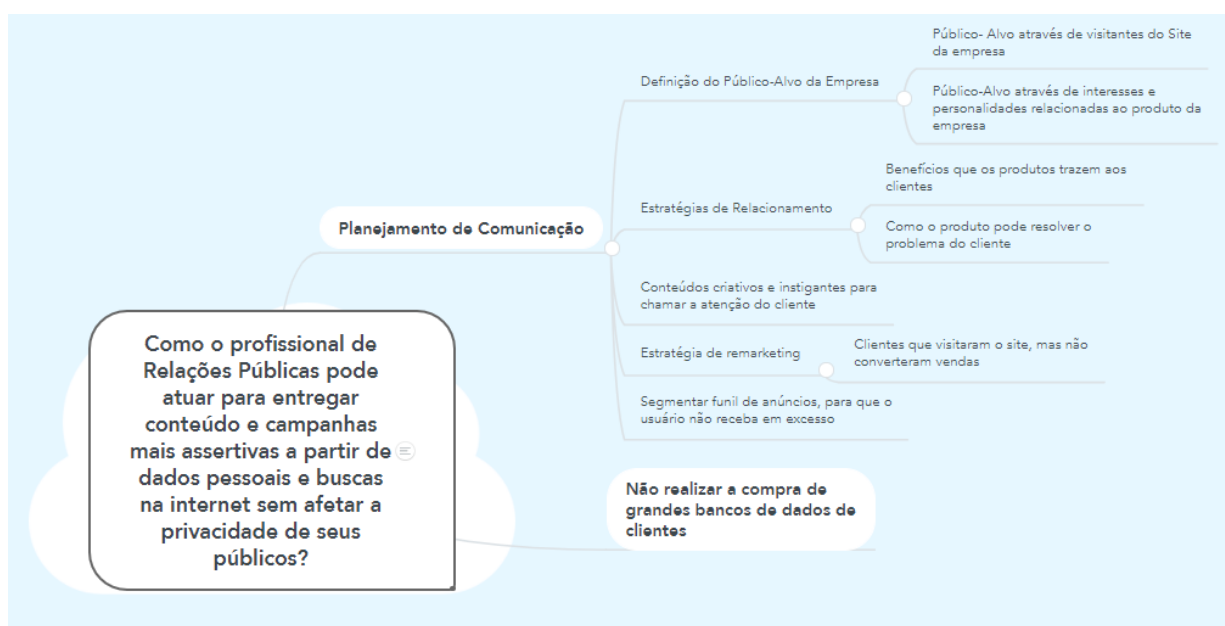 Como o profissional de
Relações Públicas pode
atuar para entregar
conteúdo e campanhas
mais assertivas a partir de
dados pessoais e buscas
na internet sem afetar a
privacidade de seus
públicos?
Planejamento de Comunicação
Definição do Público-Alvo da Empresa
Público- Alvo através de visitantes do Site
da empresa
Público-Alvo através de interesses e
personalidades relacionadas ao produto da
empresa
Estratégias de Relacionamento
Benefícios que os produtos trazem aos
clientes
Como o produto pode resolver o
problema do cliente
Conteúdos criativos e instigantes para
chamar a atenção do cliente
Estratégia de remarketing
Clientes que visitaram o site, mas não
converteram vendas
Segmentar funil de anúncios, para que o
usuário não receba em excesso
Não realizar a compra de
grandes bancos de dados de
clientes